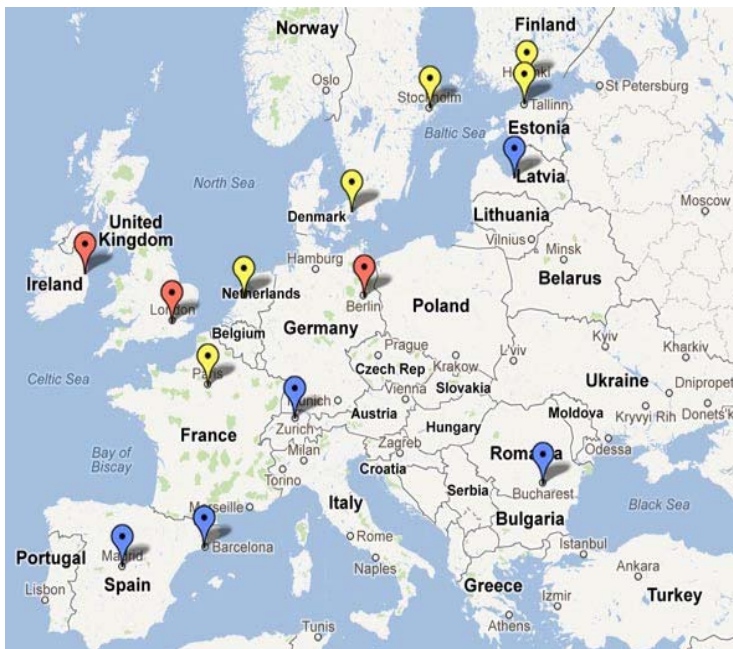 Norway
Finland
Oslo
Helsinki
St Petersburg
Stockholm
Tallinn
Estonia
Baltic Sea
North Sea
Latvia
Moscow
Denmark
Lithuania
United
Kingdom
Vilnius
Minsk
Hamburg
Ireland
Belarus
Netherlands
London
Berlin
Poland
Germany
Belgium
Kyiv
Prague
L'viv
Kharkiv
Celtic Sea
Paris
Czech Rep
Krakow
Slovakia
Ukraine
Dnipropet
Munich
Vienna
Austria
Moldova
Kryvyi Rih
Donets'k
Zurich
France
Hungary
Odessa
Bay of
Biscay
Milan
Zagreb
Romania
Croatia
Torino
Serbia
Bucharest
Marseille
Italy
Black Sea
Bulgaria
Portugal
Madrid
Barcelona
Rome
Istanbul
Naples
Ankara
Spain
Greece
Lisbon
Izmir
Turkey
Athens
Tunis